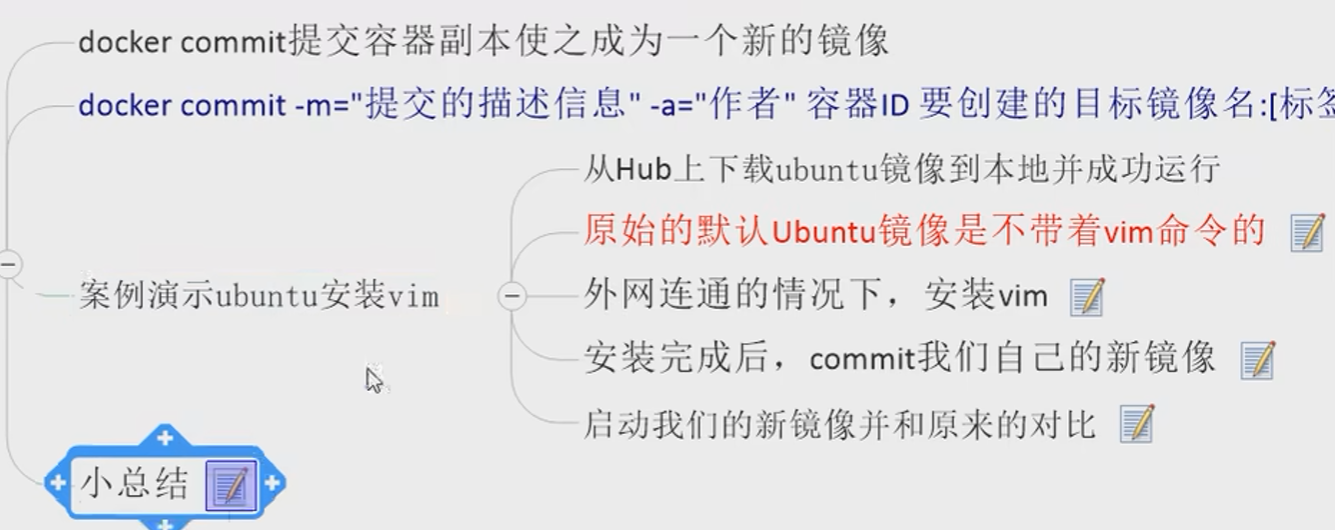 docker commit提交容器副本使之成为一个新的镜像
docker commit -m="提交的描述信息" -a="作者" 容器ID 要创建的目标镜像名:[标签
案例演示ubuntu安装vim
从Hub上下载ubuntu镜像到本地并成功运行
原始的默认Ubuntu镜像是不带着vim命令的
外网连通的情况下，安装vim
安装完成后，commit我们自己的新镜像
启动我们的新镜像并和原来的对比
小总结